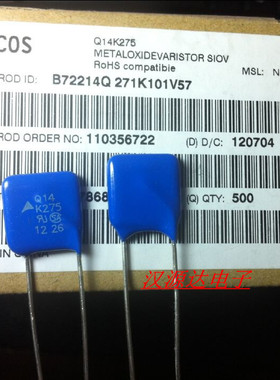 COS
Q14K275
METALOXIDEVARISTOR SIOV
RoHS compatible
MSL: N
ROD ID: B72214Q 271K101V57
ROD ORDER NO: 110356722
(D) D/C: 120704
7868
(Q) QTY: 500
Q14
K275
12 26
汉源达电子